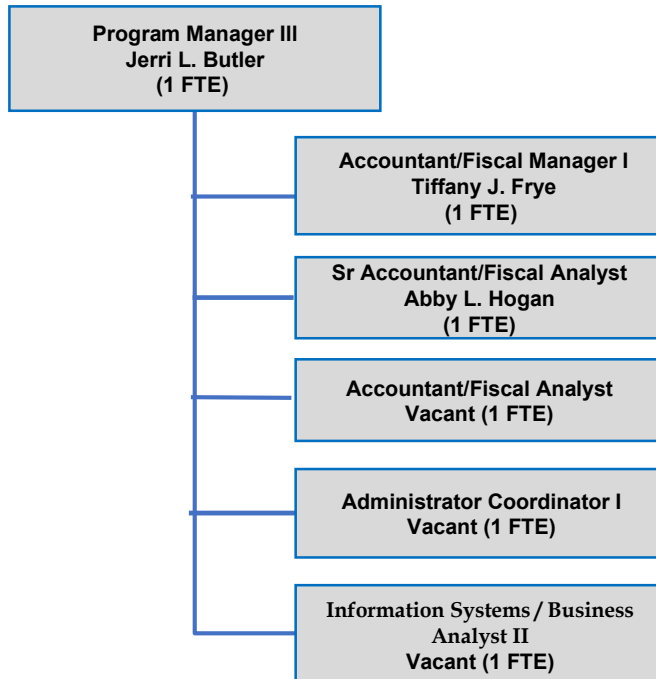 Program Manager III
Jerri L. Butler
(1 FTE)
Accountant/Fiscal Manager I
Tiffany J. Frye
(1 FTE)
Sr Accountant/Fiscal Analyst
Abby L. Hogan
(1 FTE)
Accountant/Fiscal Analyst
Vacant (1 FTE)
Administrator Coordinator I
Vacant (1 FTE)
Information Systems / Business
Analyst II
Vacant (1 FTE)